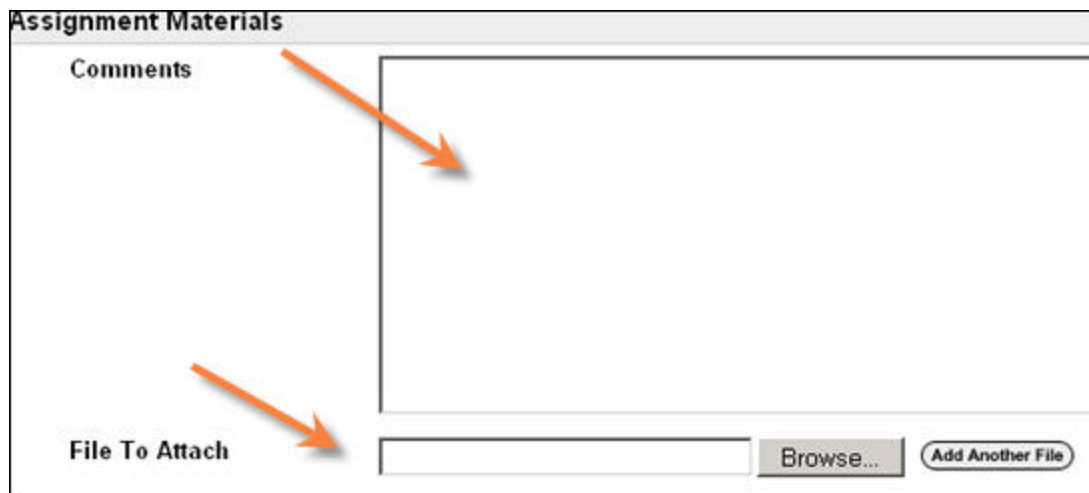 Assignment Materials
Comments
File To Attach Browse... Add Another File